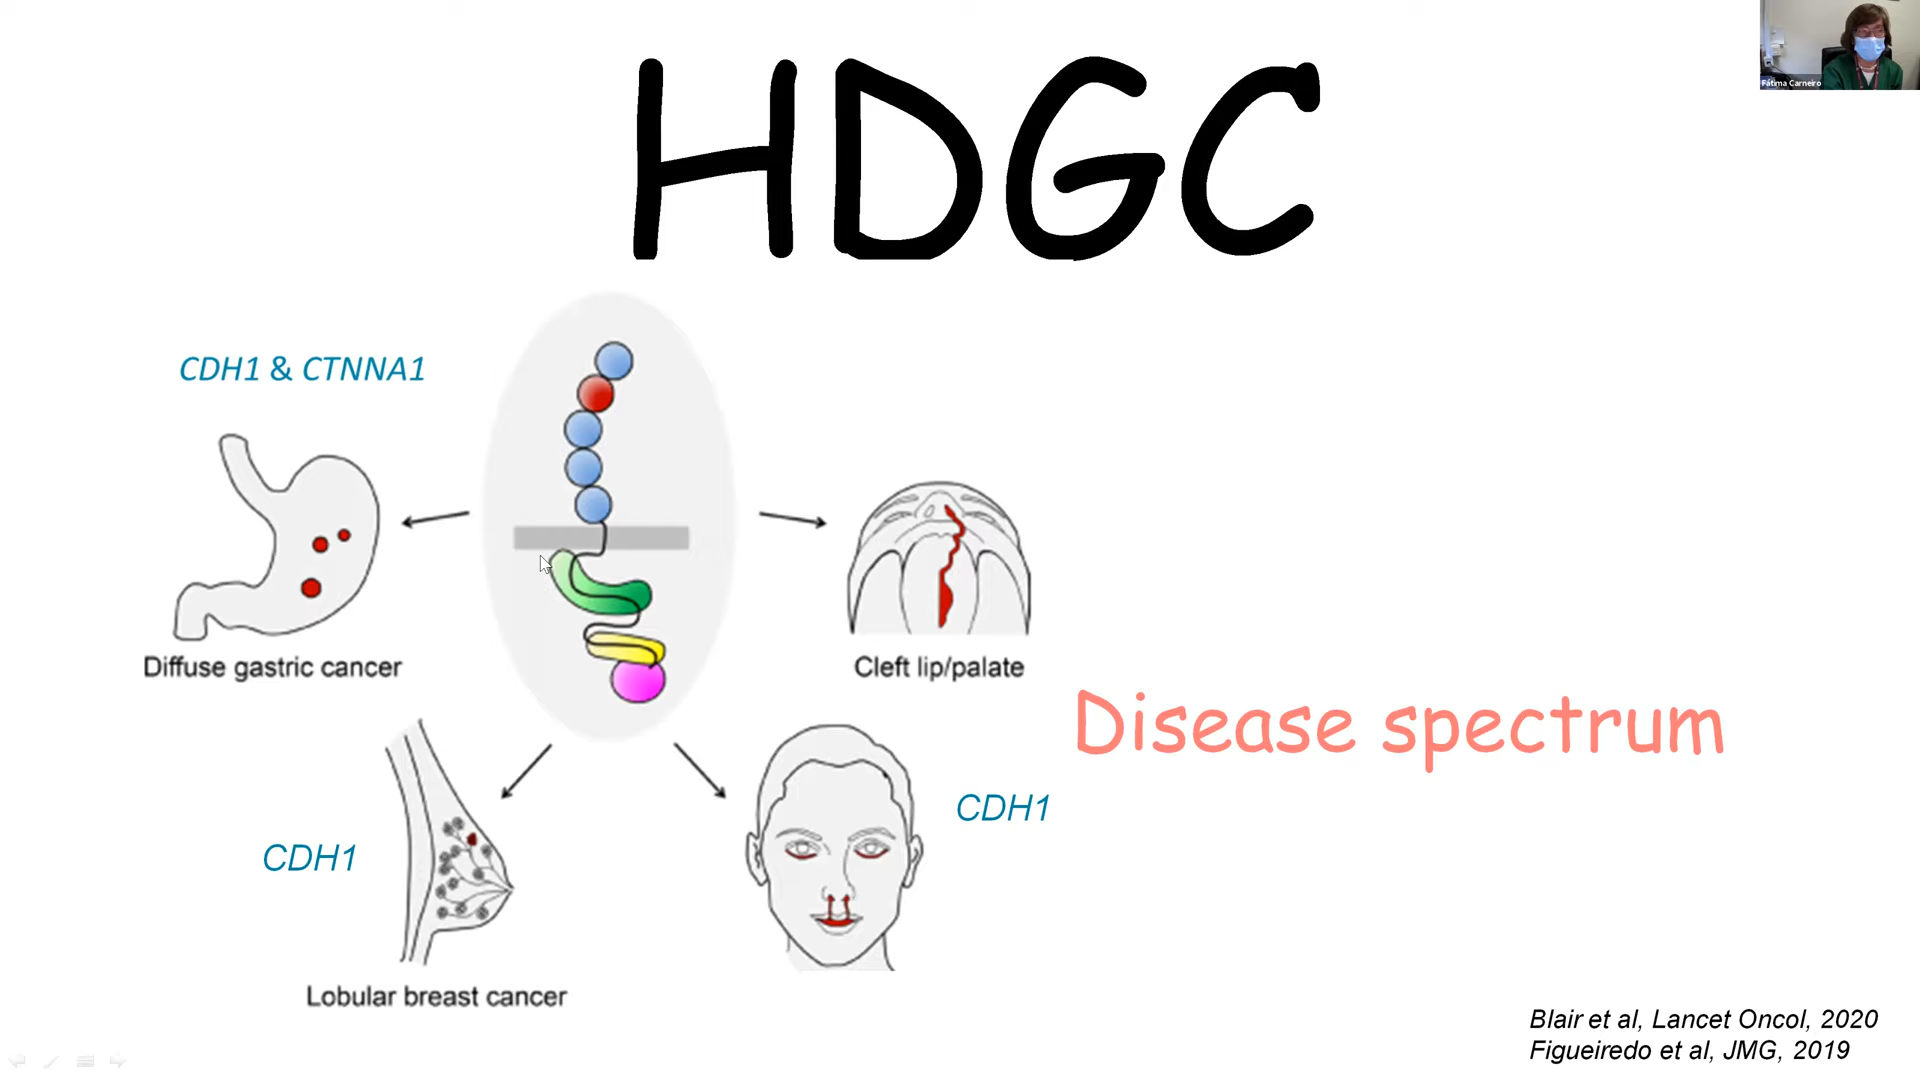 HDGC
Fátima Carneiro
CDH1 & CTNNA1
Diffuse gastric cancer
Cleft lip/palate
Disease spectrum
CDH1
CDH1
Lobular breast cancer
Blair et al, Lancet Oncol, 2020
Figueiredo et al, JMG, 2019